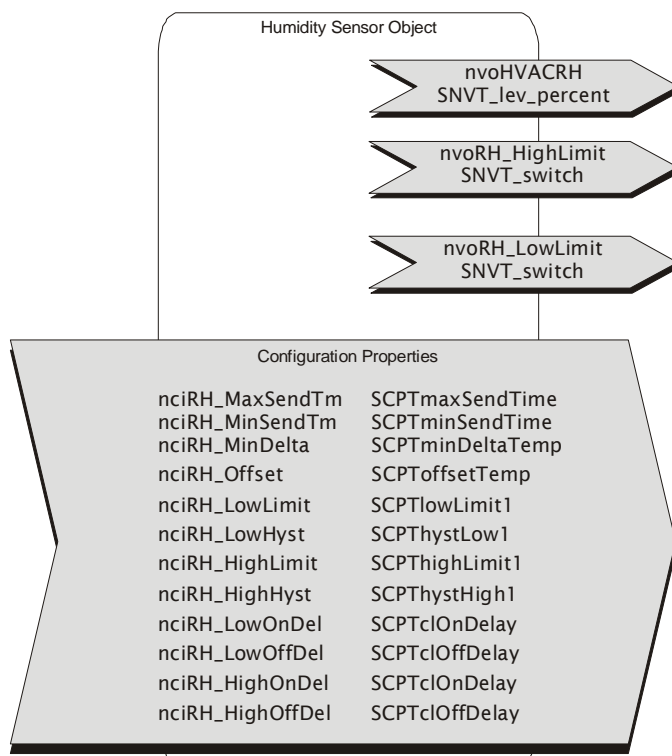 Humidity Sensor Object
nvoHVACRH
SNVT_lev_percent
nvoRH_HighLimit
SNVT_switch
nvoRH_LowLimit
SNVT_switch
Configuration Properties
nciRH_MaxSendTm SCPTmaxSendTime
nciRH_MinSendTm SCPTminSendTime
nciRH_MinDelta SCPTminDeltaTemp
nciRH_Offset SCPToffsetTemp
nciRH_LowLimit SCPTlowLimit1
nciRH_LowHyst SCPThystLow1
nciRH_HighLimit SCPThighLimit1
nciRH_HighHyst SCPThystHigh1
nciRH_LowOnDel SCPTclOnDelay
nciRH_LowOffDel SCPTclOffDelay
nciRH_HighOnDel SCPTclOnDelay
nciRH_HighOffDel SCPTclOffDelay